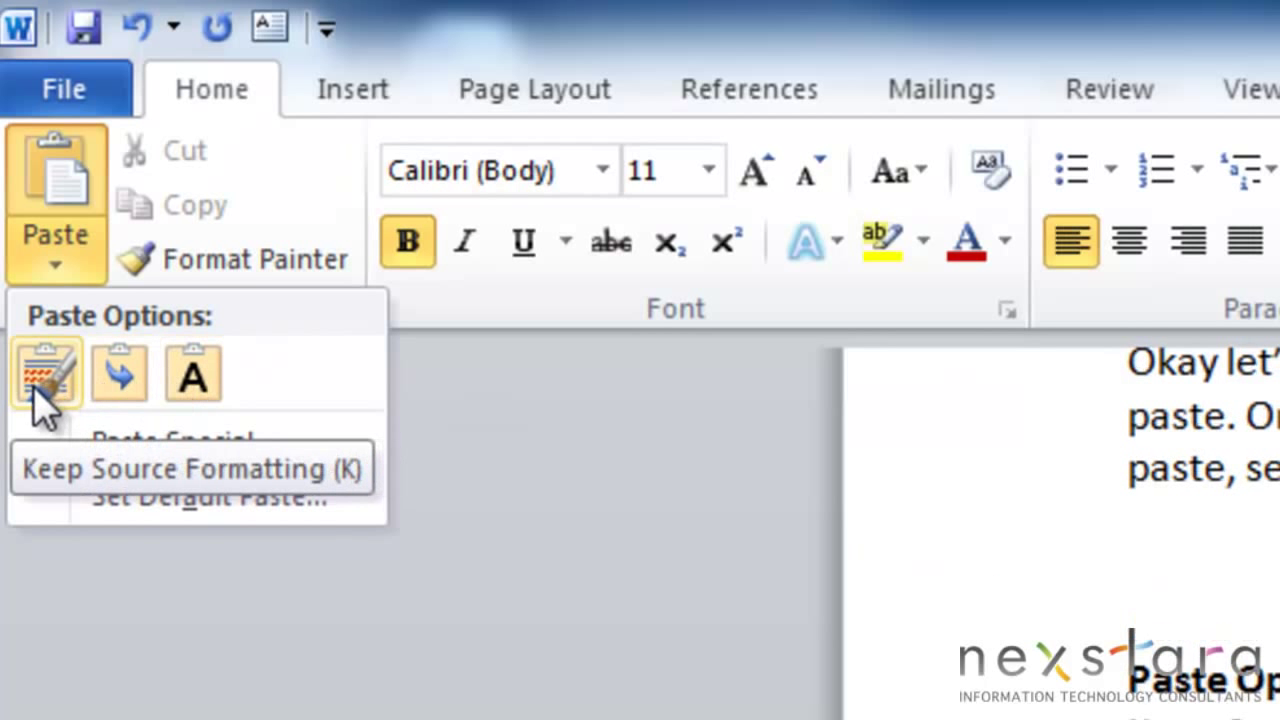 File Home Insert Page Layout References Mailings Review View
Cut
Calibri (Body) 11
Copy
Paste
Format Painter
Font
Paste Options:
Okay let'
paste. O
Paste Special
Keep Source Formatting (K)
paste, se
Set Default Paste...
nexstara
Paste Op
INFORMATION TECHNOLOGY CONSULTANTS